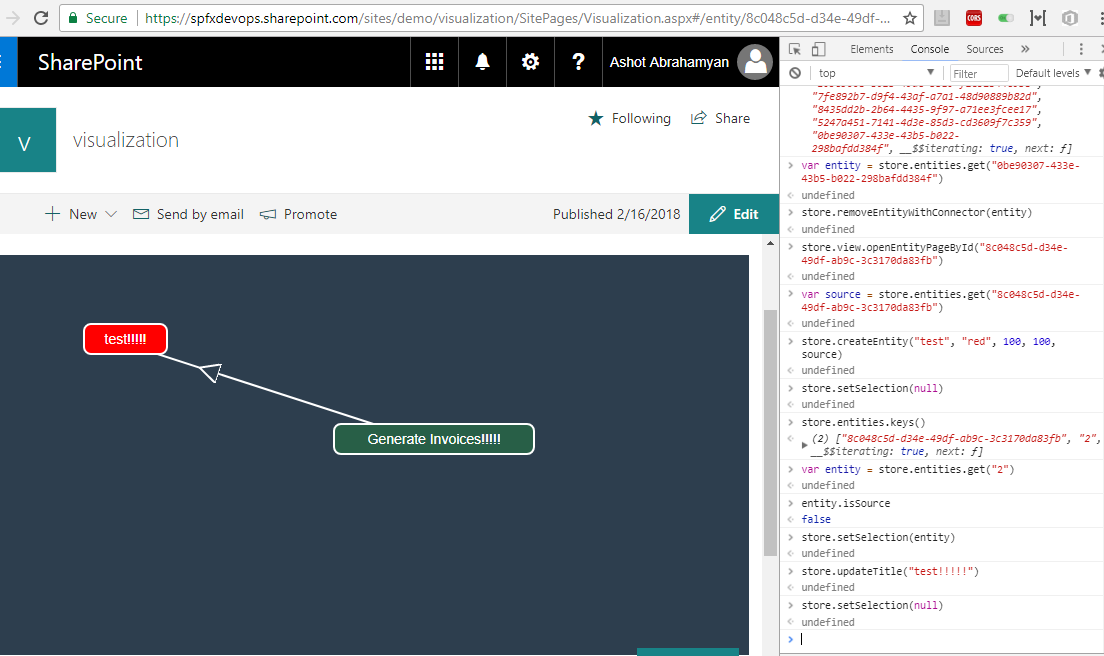 Secure
https://spfxdevops.sharepoint.com/sites/demo/visualization/SitePages/Visualization.aspx#/entity/8c048c5d-d34e-49df-...
CORS
SharePoint
?
Ashot Abrahamyan
V
visualization
Following
Share
New
Send by email
Promote
Published 2/16/2018
Edit
test!!!!!
Generate Invoices!!!!!
Elements
Console
Sources
»
top
Filter
Default levels
"7fe892b7-d9f4-43af-a7a1-48d90889b82d",
"8435dd2b-2b64-4435-9f97-a71ee3fcee17",
"5247a451-7141-4d3e-85d3-cd3609f7c359",
"0be90307-433e-43b5-b022-
298bafdd384f", __$$iterating: true, next: ƒ]
> var entity = store.entities.get("0be90307-433e-
43b5-b022-298bafdd384f")
< undefined
> store.removeEntityWithConnector(entity)
< undefined
> store.view.openEntityPageById("8c048c5d-d34e-
49df-ab9c-3c3170da83fb")
< undefined
> var source = store.entities.get("8c048c5d-d34e-
49df-ab9c-3c3170da83fb")
< undefined
> store.createEntity("test", "red", 100, 100,
source)
< undefined
> store.setSelection(null)
< undefined
> store.entities.keys()
< (2) ["8c048c5d-d34e-49df-ab9c-3c3170da83fb", "2",
__$$iterating: true, next: ƒ]
> var entity = store.entities.get("2")
< undefined
> entity.isSource
< false
> store.setSelection(entity)
< undefined
> store.updateTitle("test!!!!!")
< undefined
> store.setSelection(null)
< undefined
>